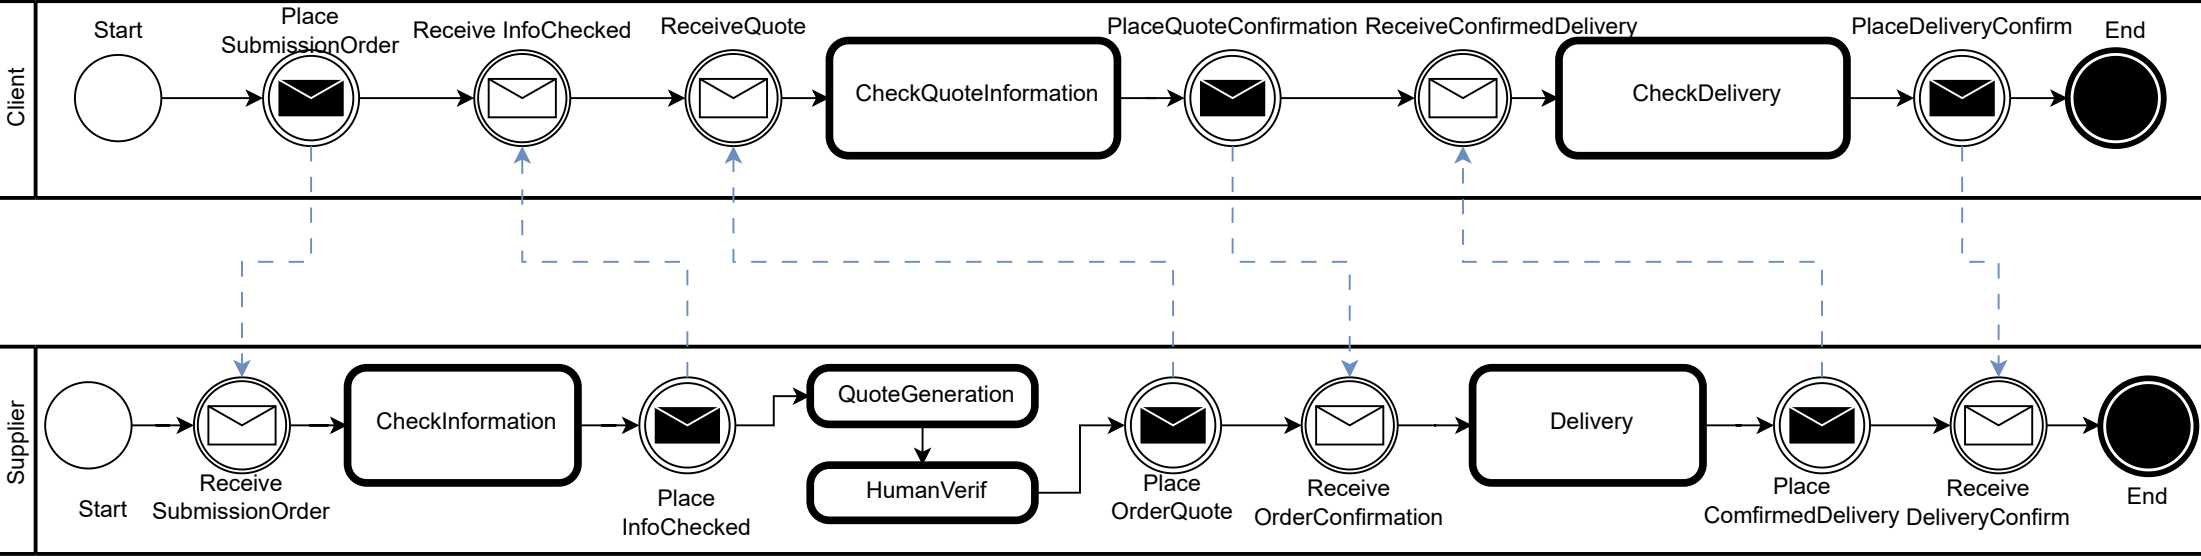 Client
Start
Place
SubmissionOrder
Receive InfoChecked
ReceiveQuote
CheckQuoteInformation
PlaceQuoteConfirmation
ReceiveConfirmedDelivery
CheckDelivery
PlaceDeliveryConfirm
End
Supplier
Start
Receive
SubmissionOrder
CheckInformation
Place
InfoChecked
QuoteGeneration
HumanVerif
Place
OrderQuote
Receive
OrderConfirmation
Delivery
Place
ComfirmedDelivery
Receive
DeliveryConfirm
End